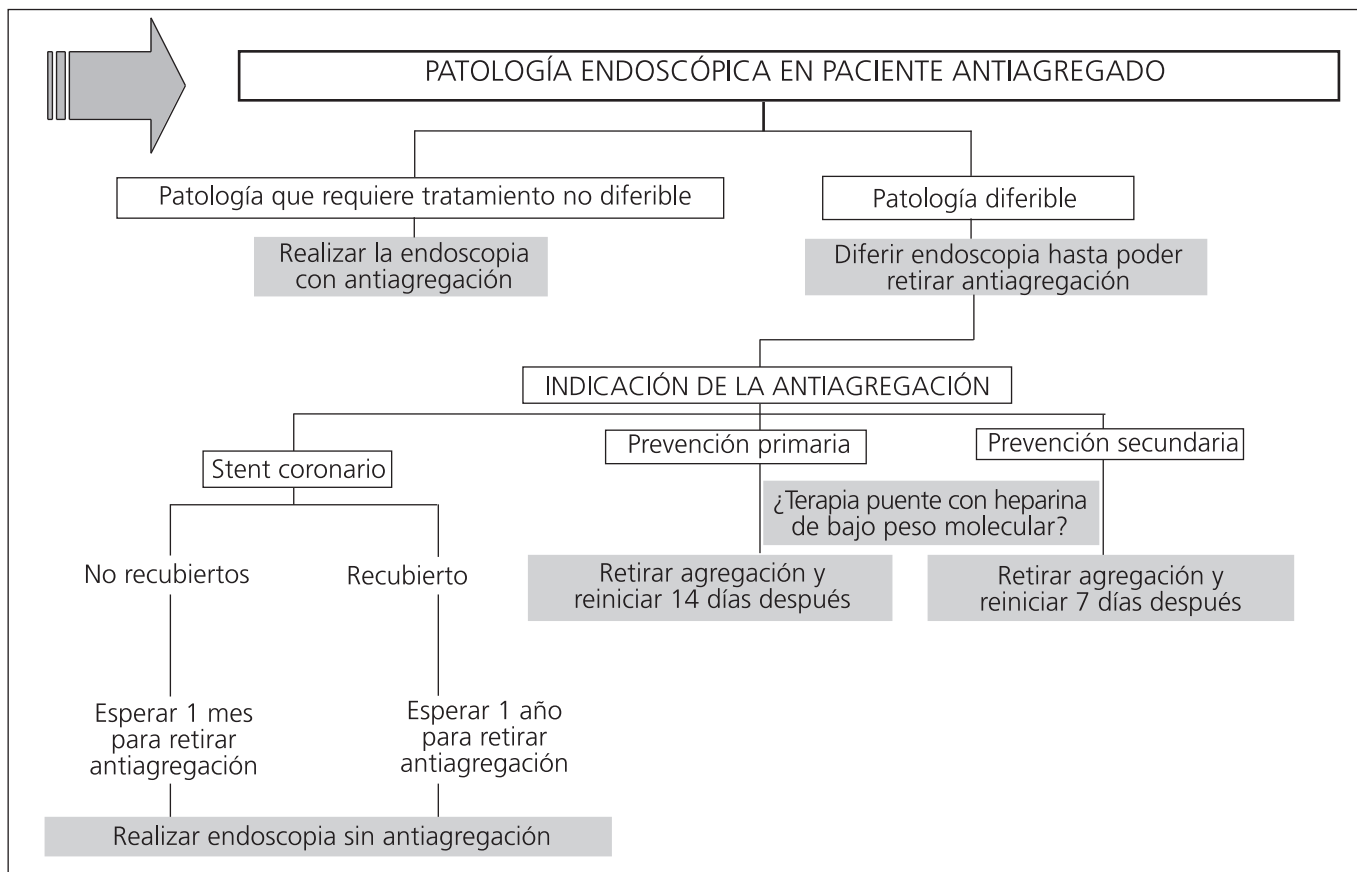 PATOLOGÍA ENDOSCÓPICA EN PACIENTE ANTIAGREGADO
Patología que requiere tratamiento no diferible
Realizar la endoscopia
con antiagregación
Patología diferible
Diferir endoscopia hasta poder
retirar antiagregación
INDICACIÓN DE LA ANTIAGREGACIÓN
Stent coronario
No recubiertos
Esperar 1 mes
para retirar
antiagregación
Recubierto
Esperar 1 año
para retirar
antiagregación
Realizar endoscopia sin antiagregación
Prevención primaria
¿Terapia puente con heparina
de bajo peso molecular?
Retirar agregación y
reiniciar 14 días después
Prevención secundaria
Retirar agregación y
reiniciar 7 días después